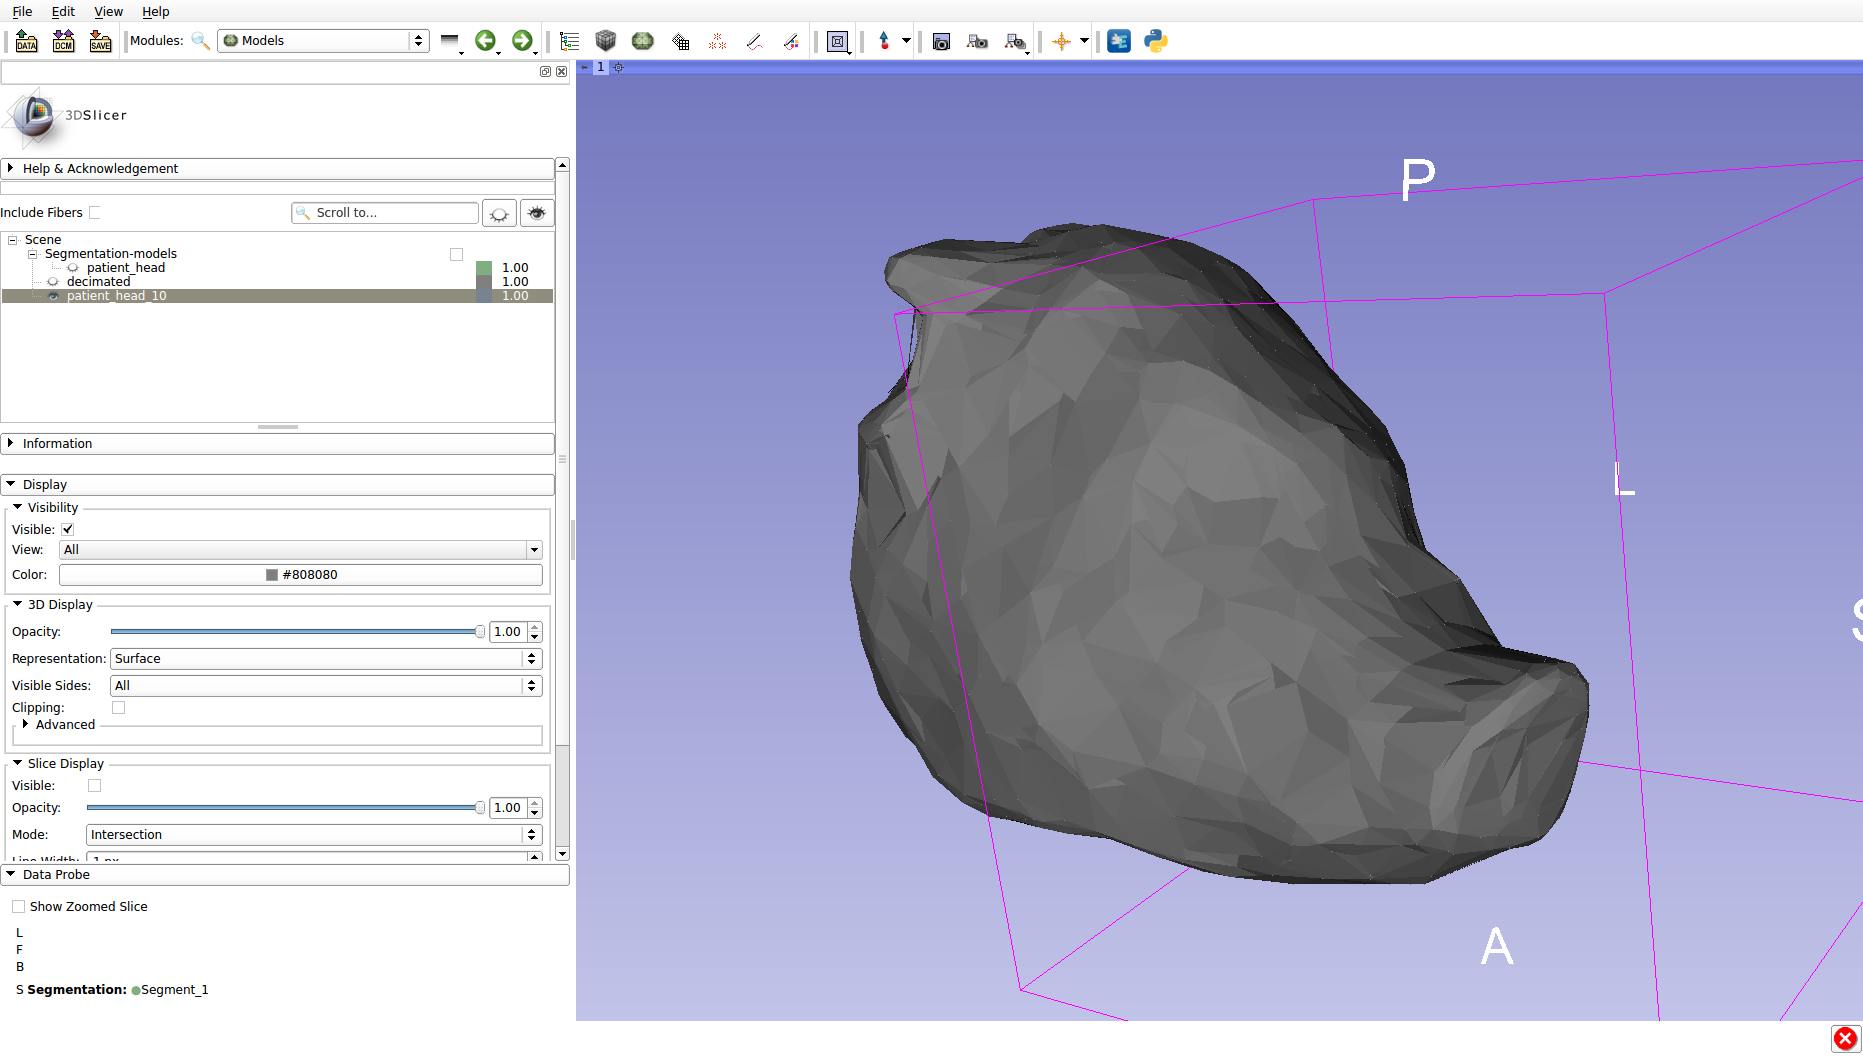 File Edit View Help
DATA DCM SAVE Modules: Models
1
3DSlicer
Help & Acknowledgement
Include Fibers Scroll to...
Scene
Segmentation-models
patient_head 1.00
decimated 1.00
patient_head_10 1.00
Information
Display
Visibility
Visible:
View: All
Color: #808080
3D Display
Opacity: 1.00
Representation: Surface
Visible Sides: All
Clipping:
Advanced
Slice Display
Visible:
Opacity: 1.00
Mode: Intersection
Line Width: 1 px
Data Probe
Show Zoomed Slice
L
F
B
S Segmentation: Segment_1
P
L
S
A